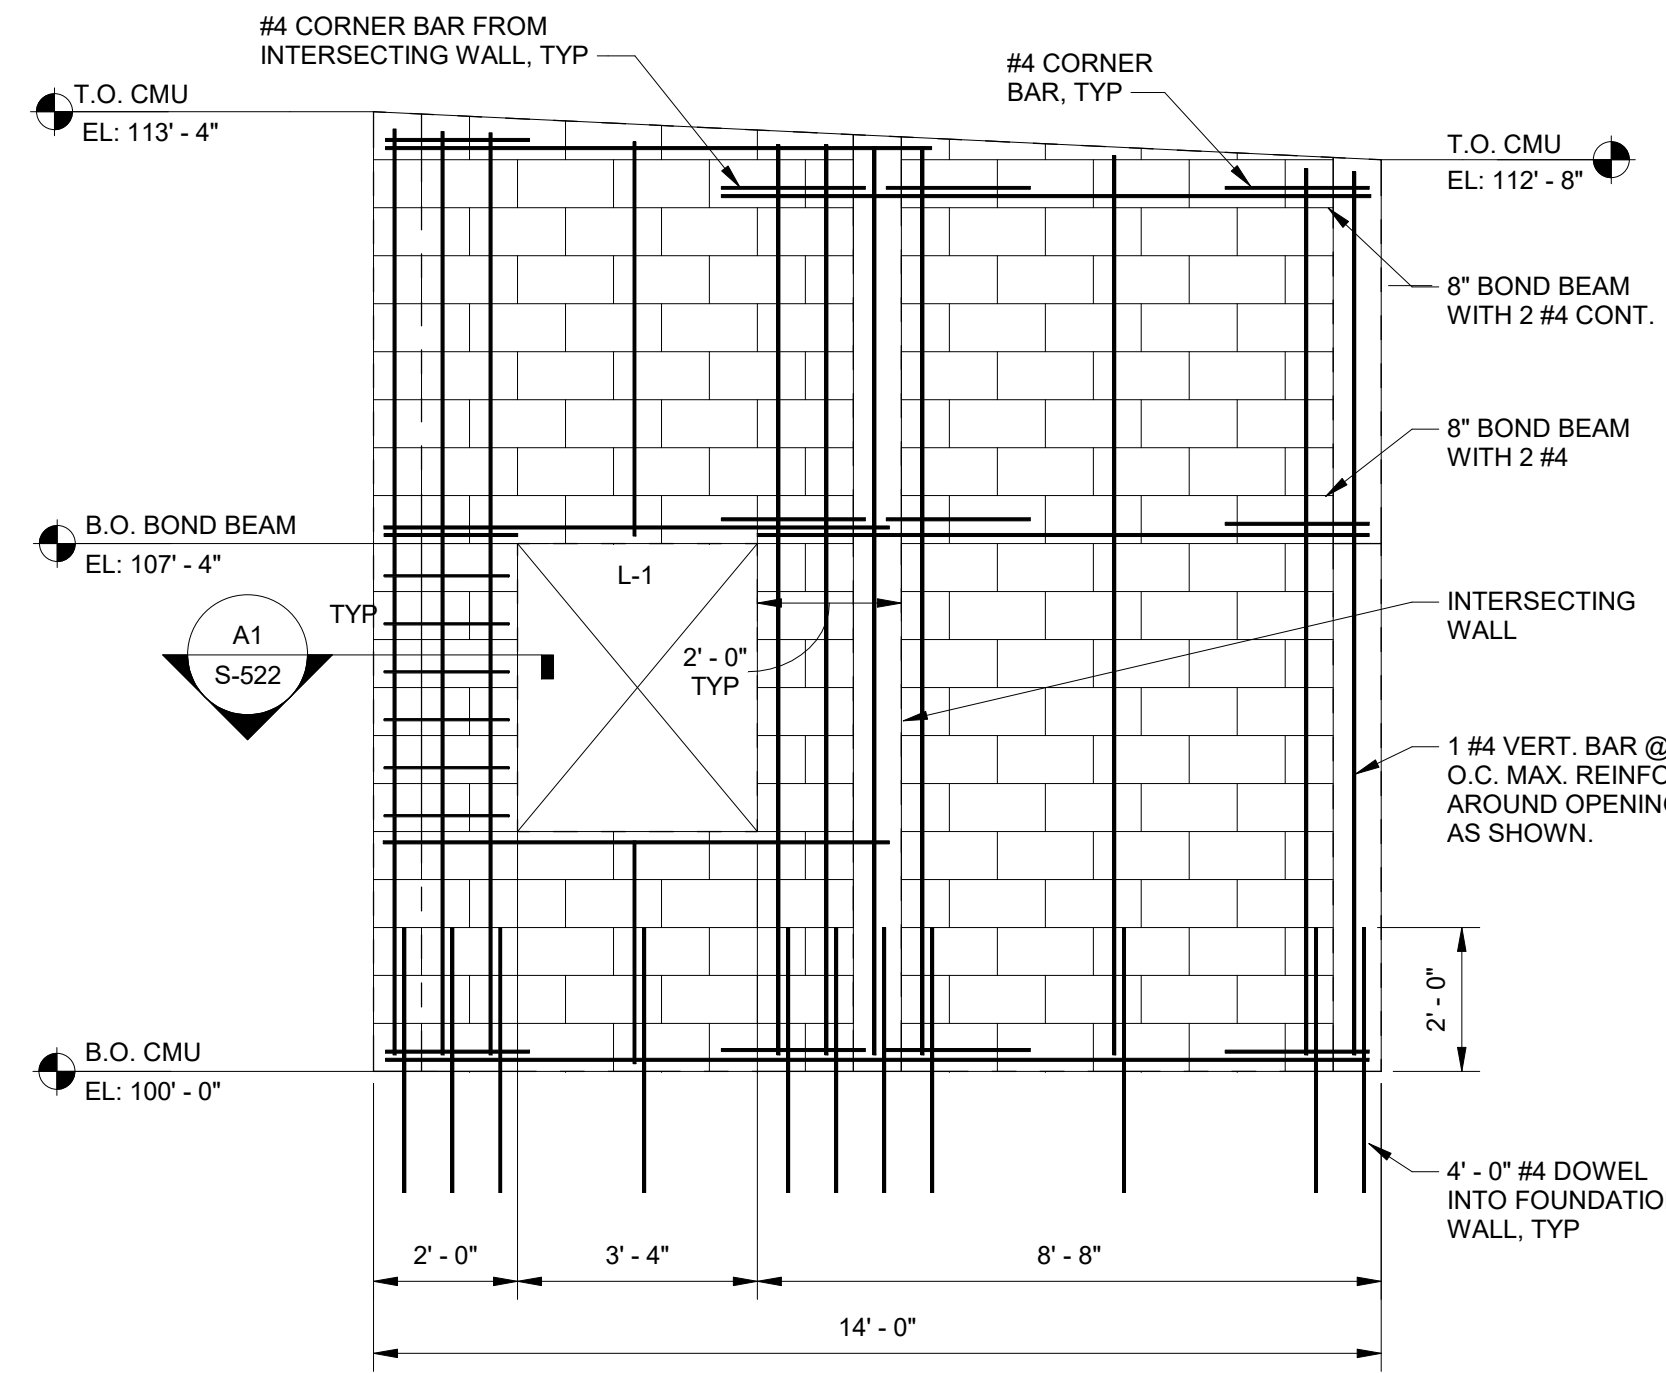 #4 CORNER BAR FROM
INTERSECTING WALL, TYP
#4 CORNER
BAR, TYP
T.O. CMU
EL: 113' - 4"
T.O. CMU
EL: 112' - 8"
8" BOND BEAM
WITH 2 #4 CONT.
8" BOND BEAM
WITH 2 #4
B.O. BOND BEAM
EL: 107' - 4"
L-1
TYP
A1
S-522
2' - 0"
TYP
INTERSECTING
WALL
1 #4 VERT. BAR @
O.C. MAX. REINFO
AROUND OPENING
AS SHOWN.
2' - 0"
B.O. CMU
EL: 100' - 0"
4' - 0" #4 DOWEL
INTO FOUNDATIO
WALL, TYP
2' - 0"
3' - 4"
8' - 8"
14' - 0"